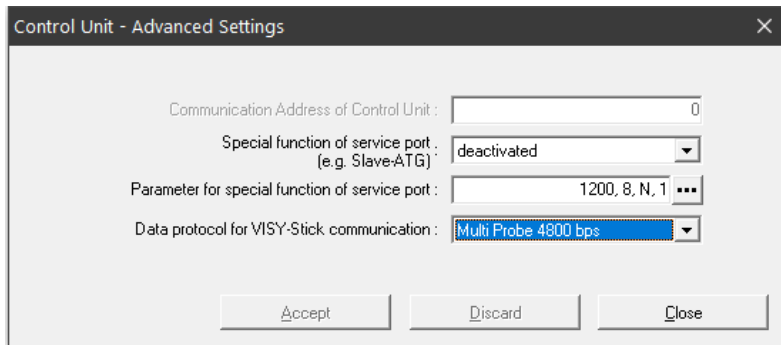 Control Unit - Advanced Settings
Communication Address of Control Unit : 0
Special function of service port . deactivated
(e.g. Slave-ATG) :
Parameter for special function of service port : 1200, 8, N, 1 ...
Data protocol for VISY-Stick communication : Multi Probe 4800 bps
Accept Discard Close